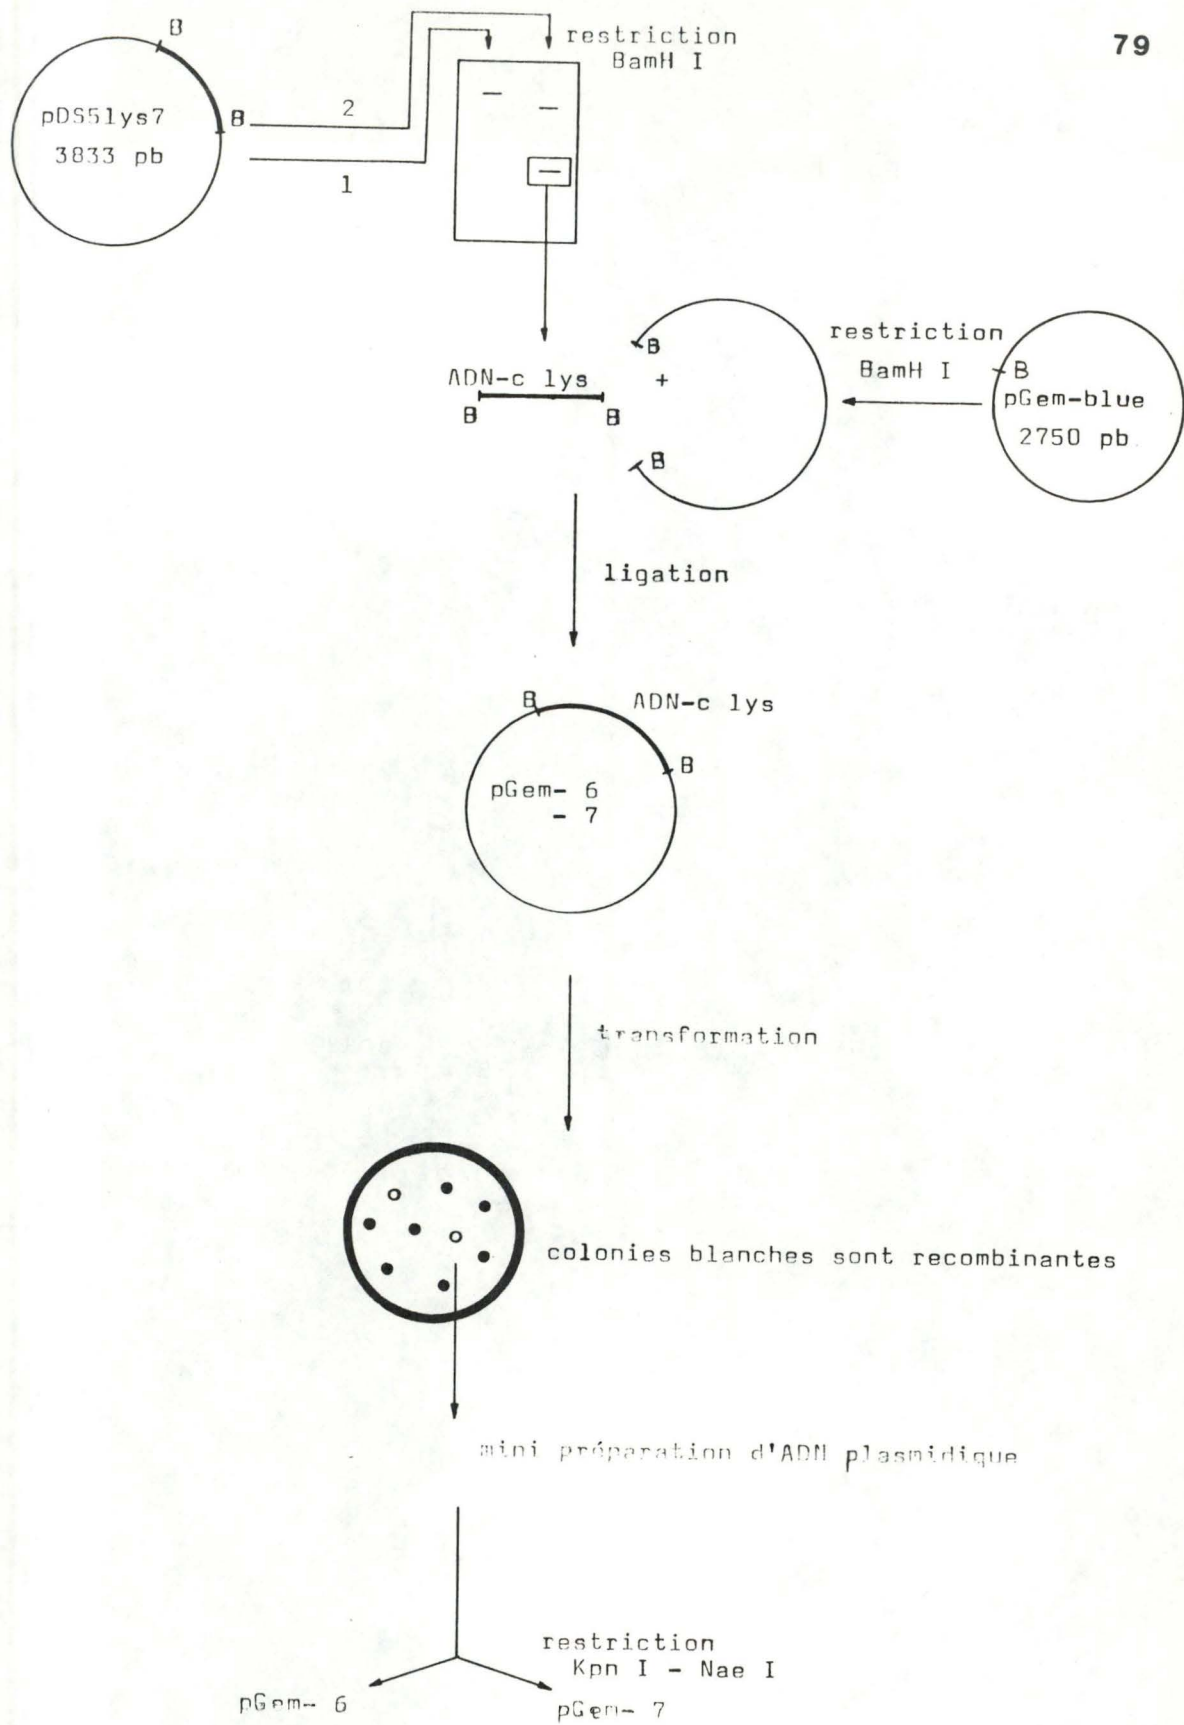 79
B
restriction
BamH I
pDS5lys7
3833 pb
B
2
1
restriction
BamH I
B
pGem-blue
2750 pb
B
+
ADN-c lys
B
B
B
ligation
B
ADN-c lys
B
pGem- 6
- 7
transformation
colonies blanches sont recombinantes
mini préparation d'ADN plasmidique
restriction
Kpn I - Nae I
pGem- 6
pGem- 7